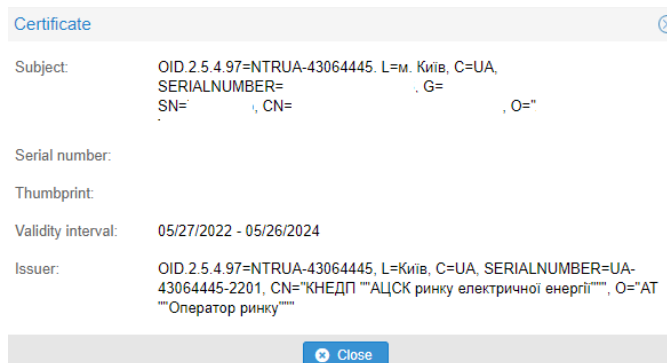 Certificate
Subject:
OID.2.5.4.97=NTRUA-43064445. L=м. Київ, C=UA,
SERIALNUMBER= . G=
SN= , CN= , O="
Serial number:
Thumbprint:
Validity interval:
05/27/2022 - 05/26/2024
Issuer:
OID.2.5.4.97=NTRUA-43064445, L=Київ, C=UA, SERIALNUMBER=UA-
43064445-2201, CN="КНЕДП ""АЦСК ринку електричної енергії""", O="АТ
""Оператор ринку"""
Close